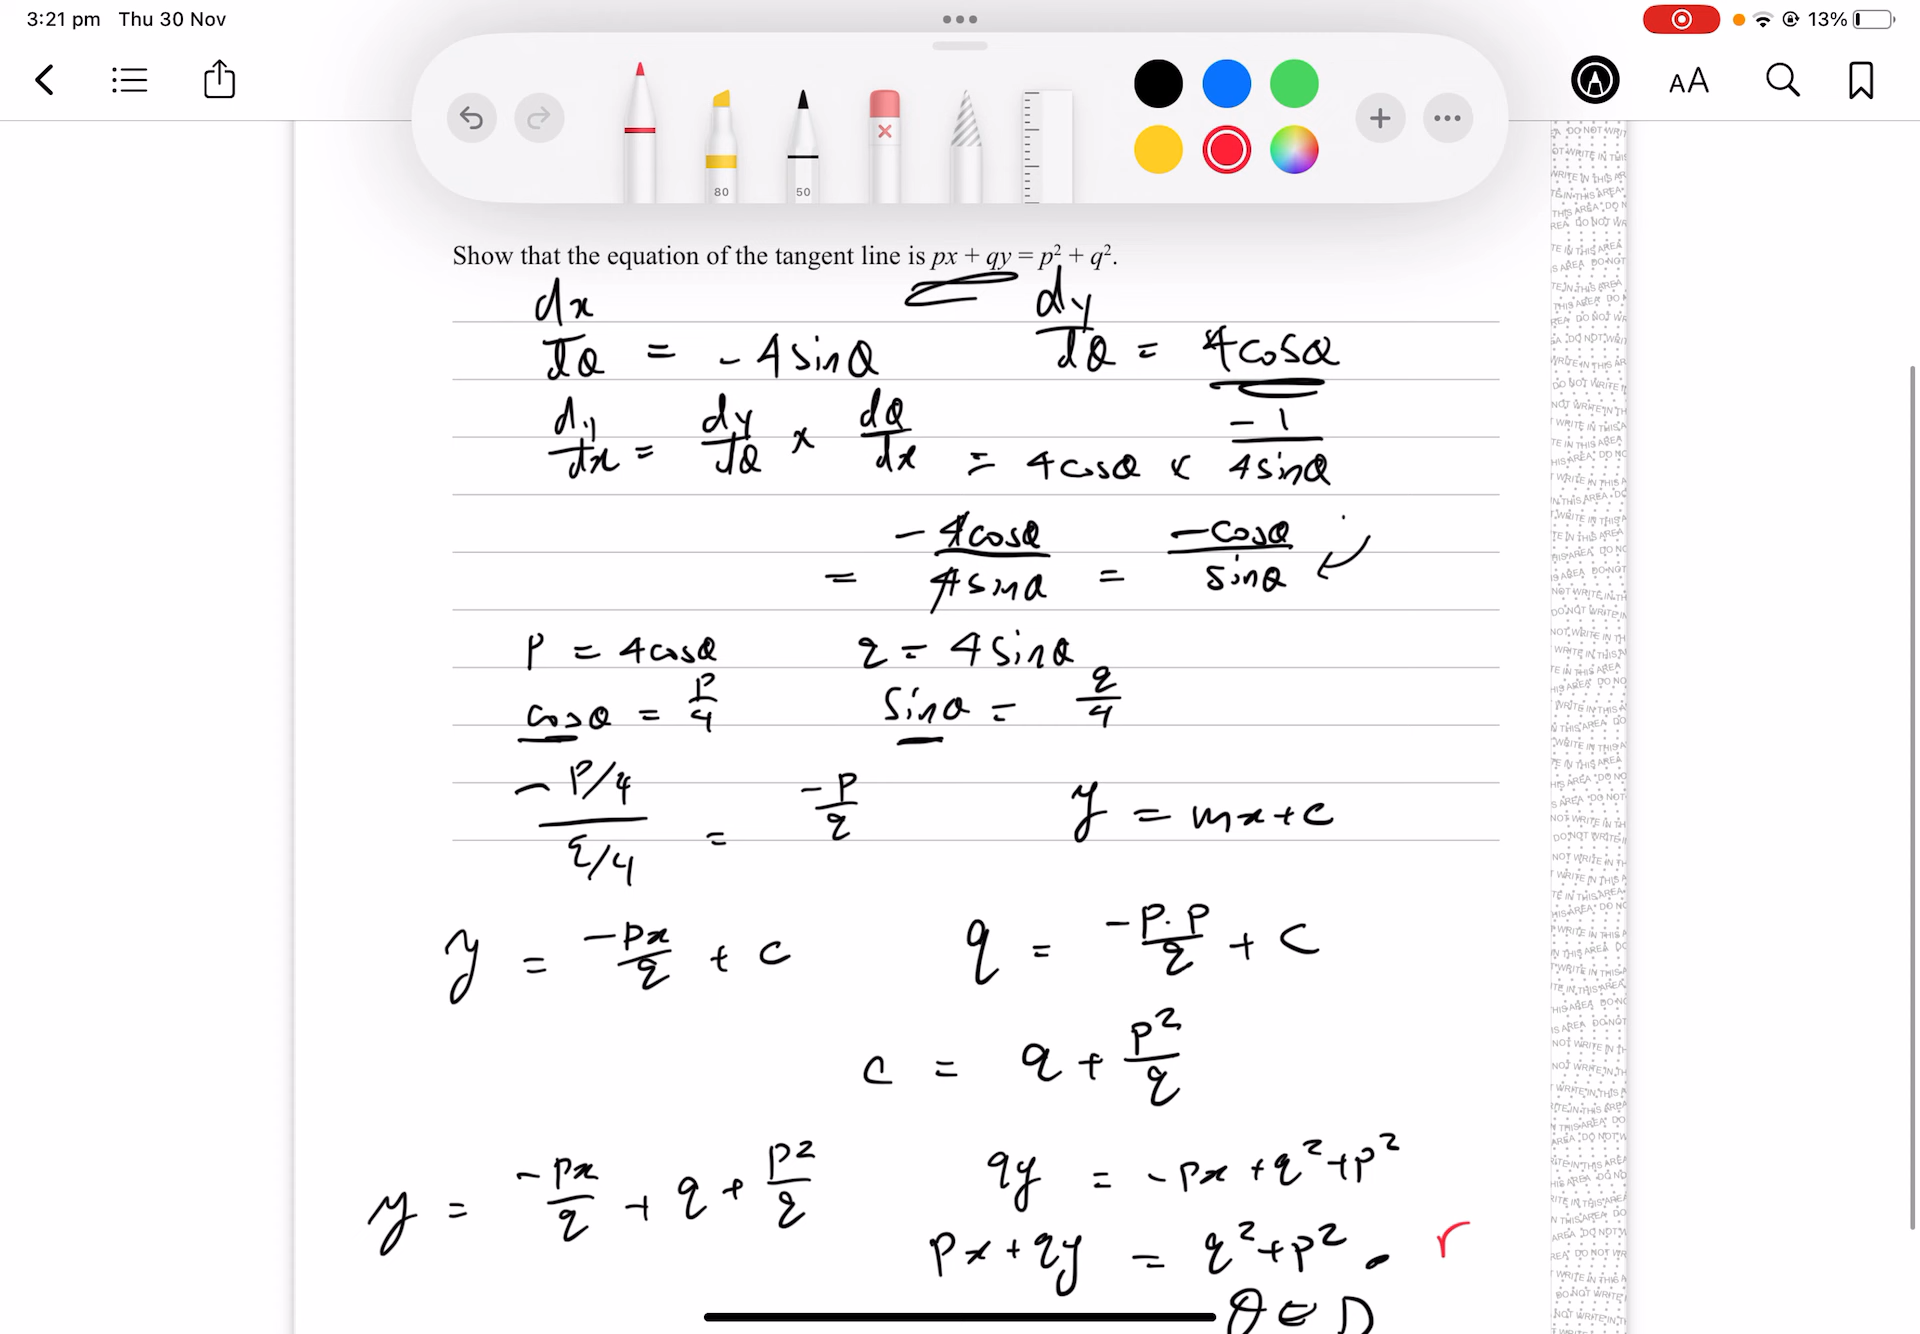 3:21 pm Thu 30 Nov 13%
AA
80 50
Show that the equation of the tangent line is px + qy = p² + q².
dx/dθ = -4sinθ dy/dθ = 4cosθ
dy/dx = dy/dθ × dθ/dx = 4cosθ × -1/4sinθ
= -4cosθ/4sinθ = -cosθ/sinθ
P = 4cosθ q = 4sinθ
cosθ = P/4 sinθ = q/4
-P/4 / q/4 = -P/q y = mx+c
y = -px/q + c q = -P.P/q + c
c = q + p²/q
y = -px/q + q + p²/q qy = -px + q² + p²
px + qy = q² + p² . r